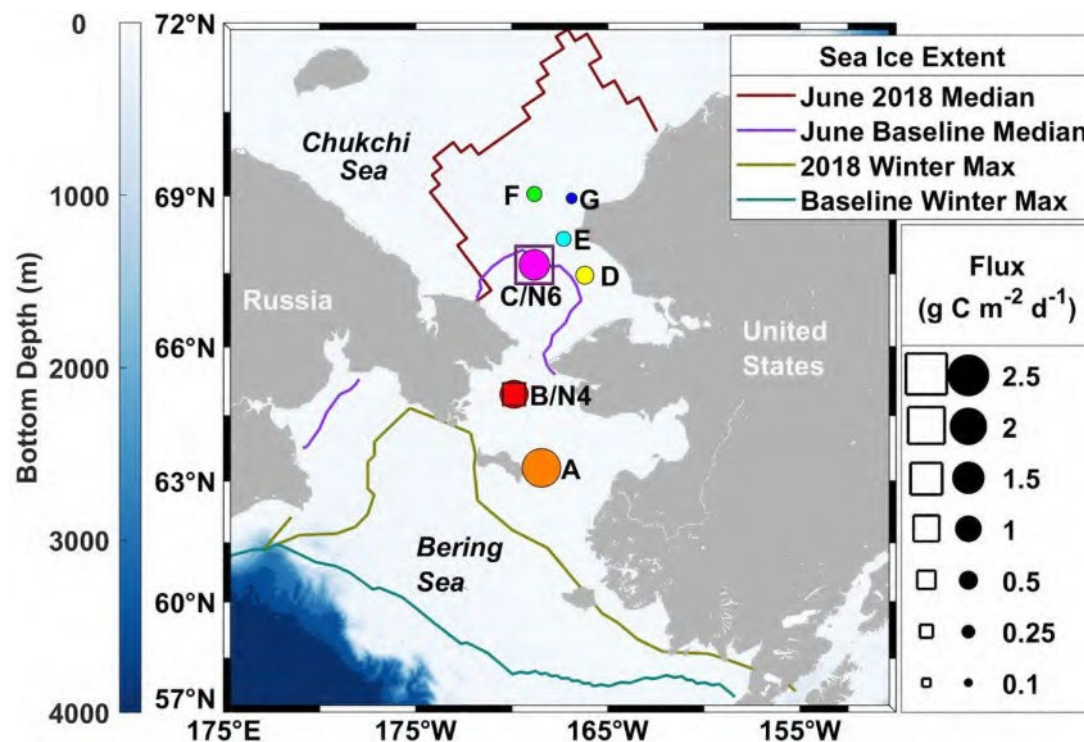 0
1000
2000
3000
4000
Bottom Depth (m)
72°N
69°N
66°N
63°N
60°N
57°N
175°E
175°W
165°W
155°W
Chukchi
Sea
F
G
E
D
C/N6
Russia
United
States
B/N4
A
Bering
Sea
Sea Ice Extent
June 2018 Median
June Baseline Median
2018 Winter Max
Baseline Winter Max
Flux
(g C m⁻² d⁻¹)
2.5
2
1.5
1
0.5
0.25
0.1